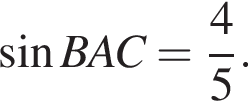 sin BAC = 4/5.